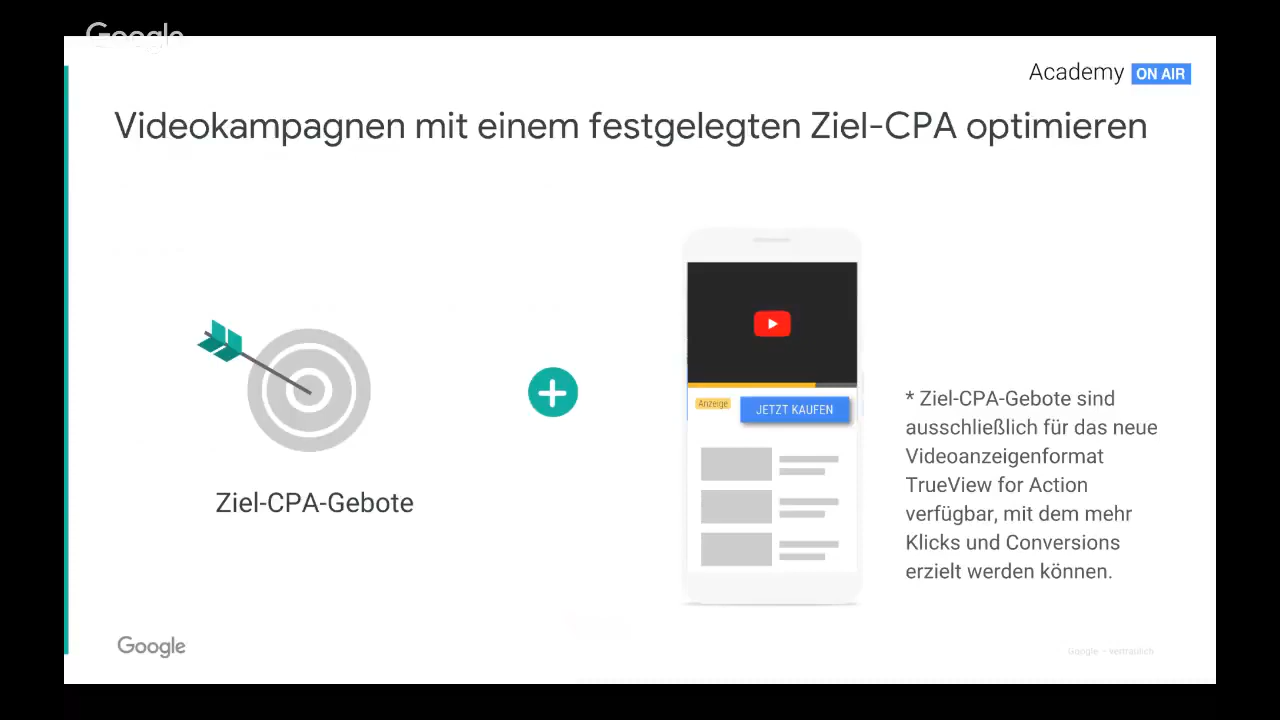 Google
Academy ON AIR
Videokampagnen mit einem festgelegten Ziel-CPA optimieren
Anzeige
JETZT KAUFEN
Ziel-CPA-Gebote
* Ziel-CPA-Gebote sind
ausschließlich für das neue
Videoanzeigenformat
TrueView for Action
verfügbar, mit dem mehr
Klicks und Conversions
erzielt werden können.
Google
Google – vertraulich